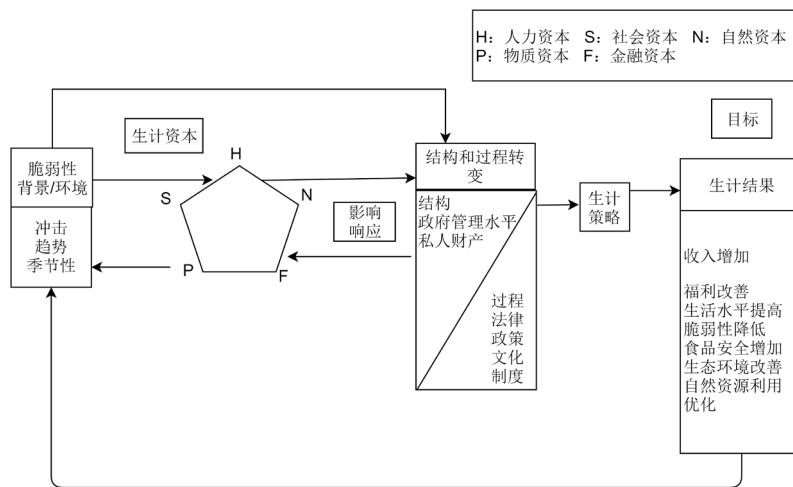 H：人力资本 S：社会资本 N：自然资本
P：物质资本 F：金融资本
目标
生计资本
脆弱性
背景/环境
冲击
趋势
季节性
H
S
N
P
F
影响
响应
结构和过程转
变
结构
政府管理水平
私人财产
过程
法律
政策
文化
制度
生计
策略
生计结果
收入增加
福利改善
生活水平提高
脆弱性降低
食品安全增加
生态环境改善
自然资源利用
优化